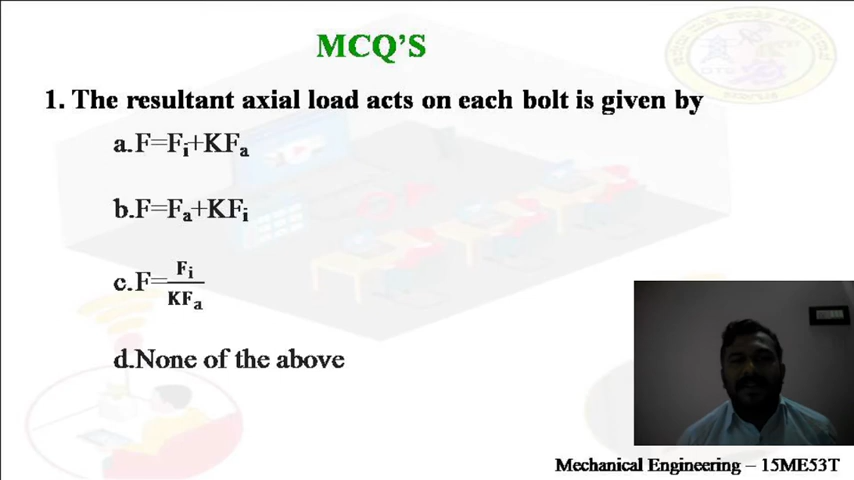 MCQ'S
1. The resultant axial load acts on each bolt is given by
a.F=Fᵢ+KFₐ
b.F=Fₐ+KFᵢ
c.F=Fᵢ/KFₐ
d.None of the above
Mechanical Engineering – 15ME53T